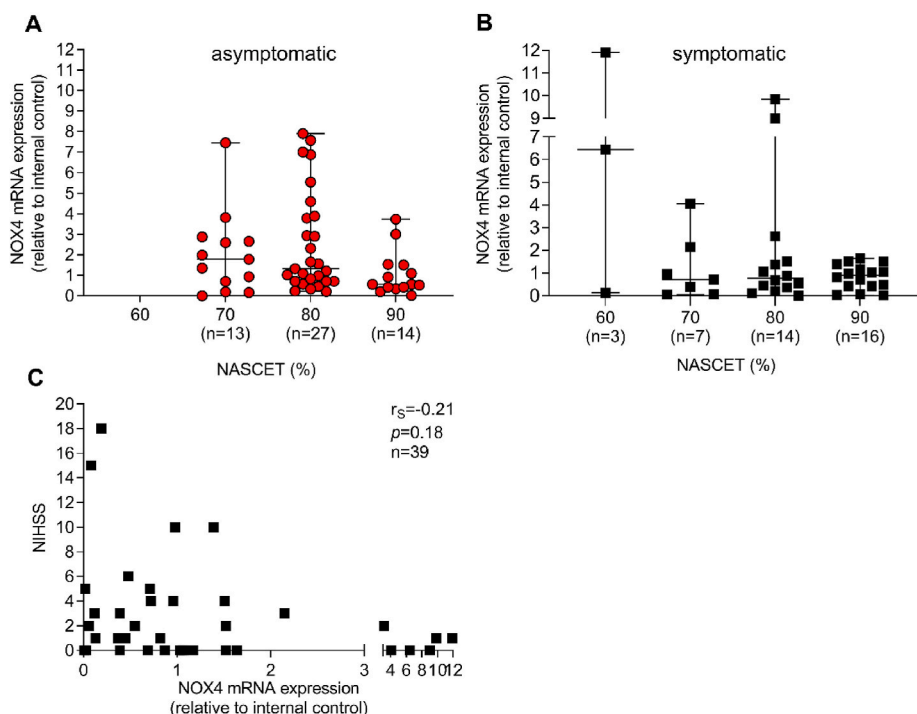 A
asymptomatic
NOX4 mRNA expression
(relative to internal control)
12
11
10
9
8
7
6
5
4
3
2
1
0
60 70 80 90
(n=13) (n=27) (n=14)
NASCET (%)
B
symptomatic
NOX4 mRNA expression
(relative to internal control)
12
11
10
9
8
7
6
5
4
3
2
1
0
60 70 80 90
(n=3) (n=7) (n=14) (n=16)
NASCET (%)
C
rS=-0.21
p=0.18
n=39
NIHSS
20
18
16
14
12
10
8
6
4
2
0
0 1 2 3 4 6 8 10 12
NOX4 mRNA expression
(relative to internal control)